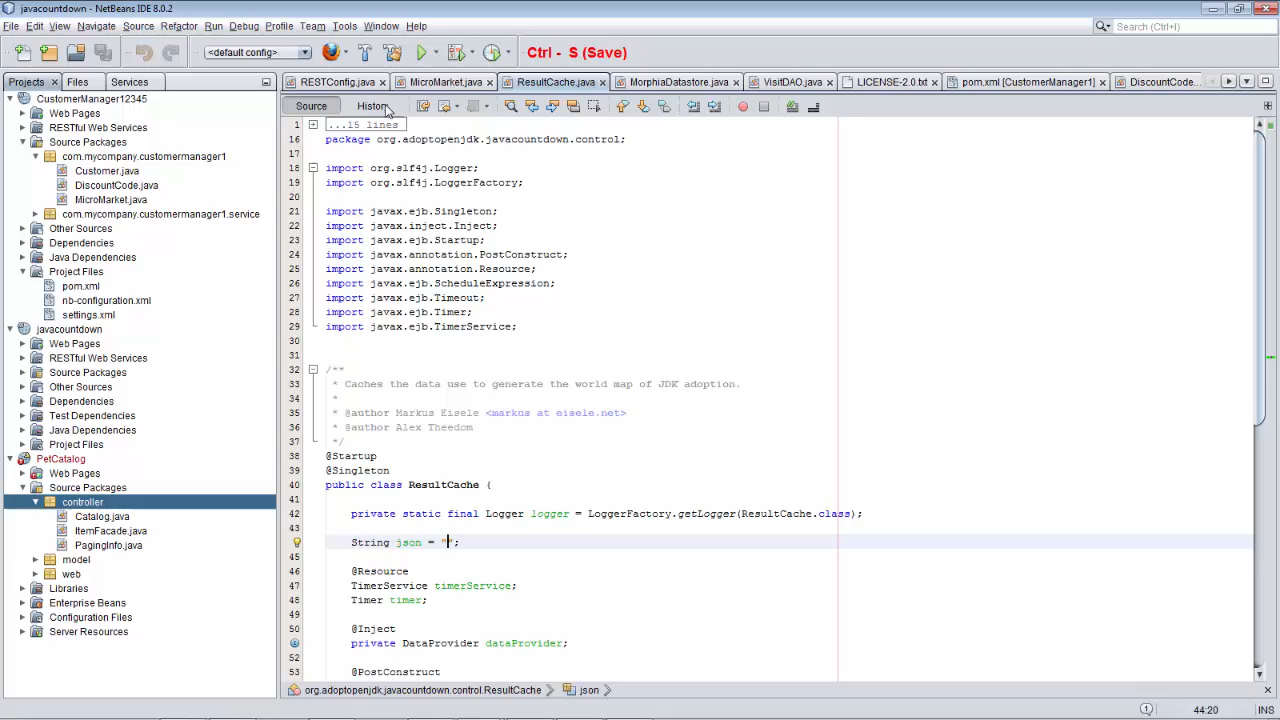 javacountdown - NetBeans IDE 8.0.2
File Edit View Navigate Source Refactor Run Debug Profile Team Tools Window Help
Search (Ctrl+I)
<default config>
Ctrl - S (Save)
Projects Files Services
RESTConfig.java MicroMarket.java ResultCache.java MorphiaDatastore.java VisitDAO.java LICENSE-2.0.txt pom.xml [CustomerManager1] DiscountCode...
Source History
CustomerManager12345
Web Pages
RESTful Web Services
Source Packages
com.mycompany.customermanager1
Customer.java
DiscountCode.java
MicroMarket.java
com.mycompany.customermanager1.service
Other Sources
Dependencies
Java Dependencies
Project Files
pom.xml
nb-configuration.xml
settings.xml
javacountdown
Web Pages
RESTful Web Services
Source Packages
Other Sources
Dependencies
Test Dependencies
Java Dependencies
Project Files
PetCatalog
Web Pages
Source Packages
controller
Catalog.java
ItemFacade.java
PagingInfo.java
model
web
Libraries
Enterprise Beans
Configuration Files
Server Resources
1 ...15 lines
16 package org.adoptopenjdk.javacountdown.control;
17
18 import org.slf4j.Logger;
19 import org.slf4j.LoggerFactory;
20
21 import javax.ejb.Singleton;
22 import javax.inject.Inject;
23 import javax.ejb.Startup;
24 import javax.annotation.PostConstruct;
25 import javax.annotation.Resource;
26 import javax.ejb.ScheduleExpression;
27 import javax.ejb.Timeout;
28 import javax.ejb.Timer;
29 import javax.ejb.TimerService;
30
31
32 /**
33 * Caches the data use to generate the world map of JDK adoption.
34 *
35 * @author Markus Eisele <markus at eisele.net>
36 * @author Alex Theedom
37 */
38 @Startup
39 @Singleton
40 public class ResultCache {
41
42 private static final Logger logger = LoggerFactory.getLogger(ResultCache.class);
43
String json = "";
45
46 @Resource
47 TimerService timerService;
48 Timer timer;
49
50 @Inject
private DataProvider dataProvider;
52
53 @PostConstruct
org.adoptopenjdk.javacountdown.control.ResultCache json
1 44:20 INS